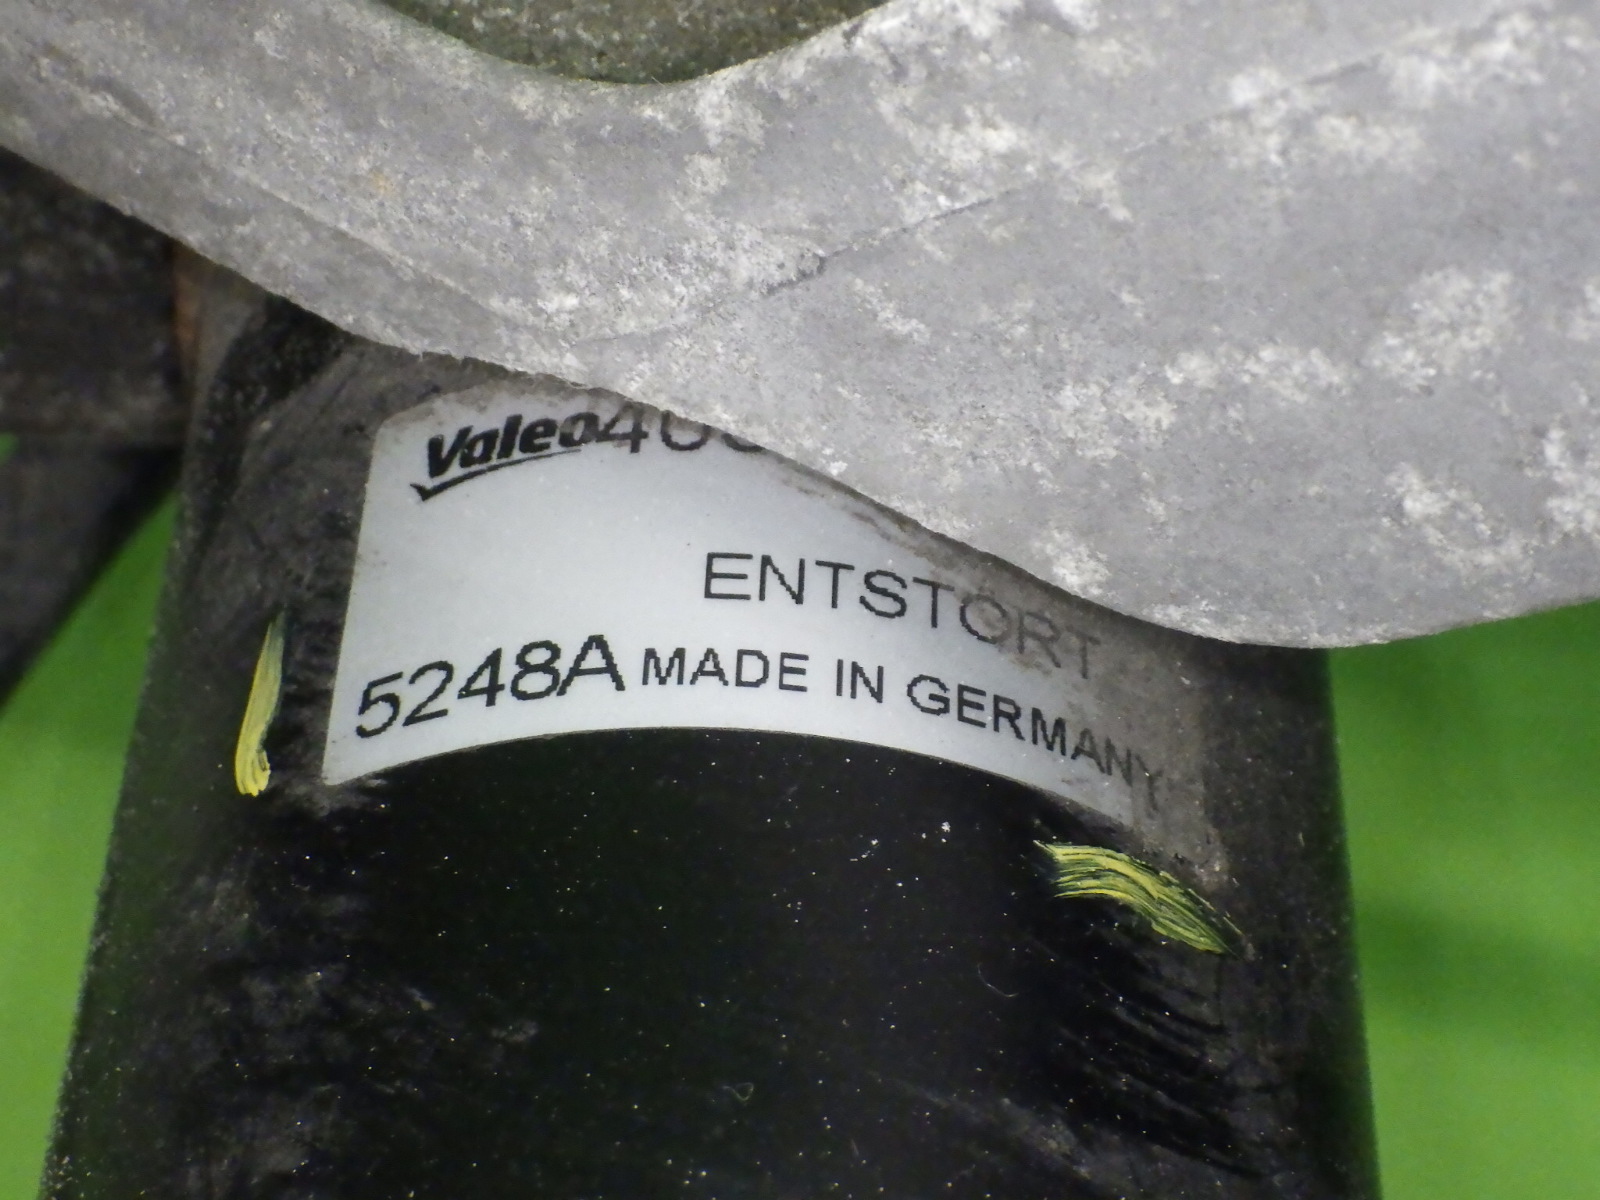 Valeo
ENTSTORT
5248A MADE IN GERMANY